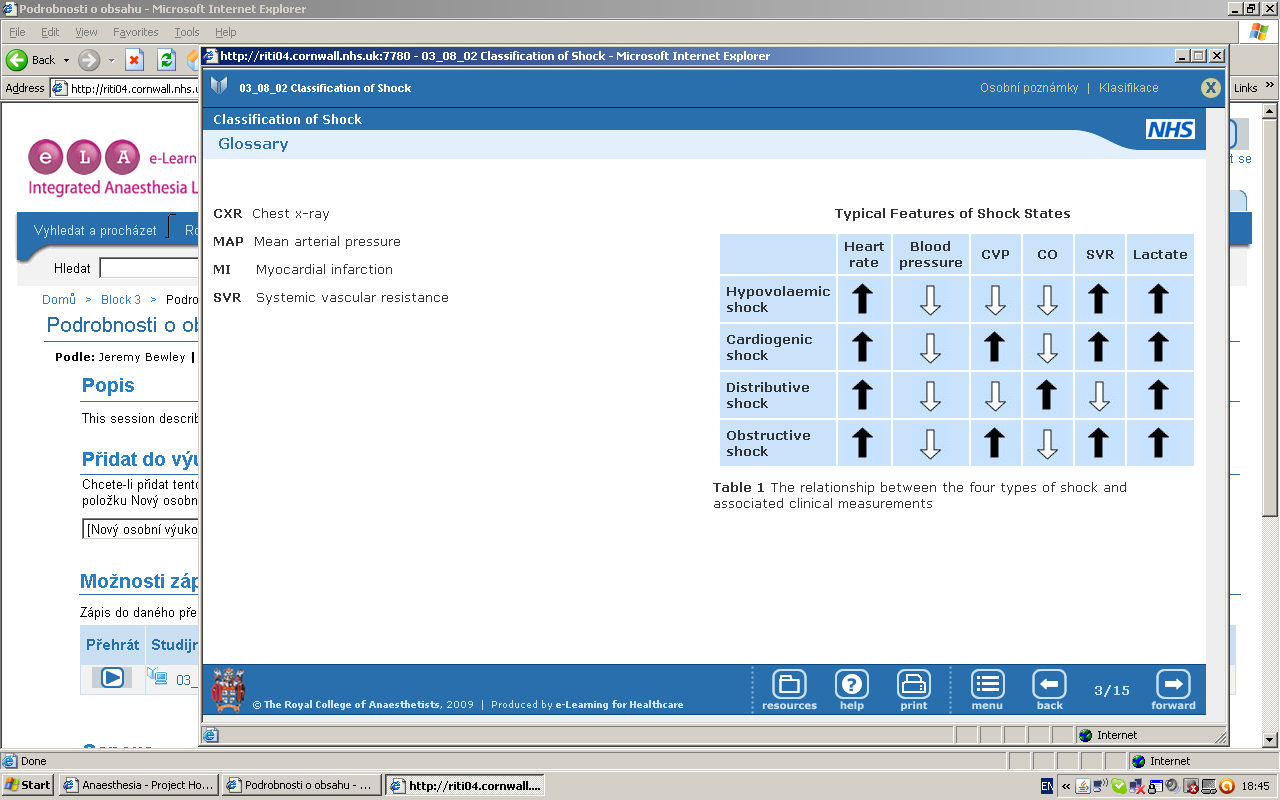 Podrobnosti o obsahu - Microsoft Internet Explorer
File Edit View Favorites Tools Help
Back
Address http://riti04.cornwall.nhs.u
Links
http://riti04.cornwall.nhs.uk:7780 - 03_08_02 Classification of Shock - Microsoft Internet Explorer
03_08_02 Classification of Shock
Osobní poznámky | Klasifikace
Classification of Shock
NHS
Glossary
CXR Chest x-ray
MAP Mean arterial pressure
MI Myocardial infarction
SVR Systemic vascular resistance
Typical Features of Shock States
Heart rate Blood pressure CVP CO SVR Lactate
Hypovolaemic shock ⬆ ⇩ ⇩ ⇩ ⬆ ⬆
Cardiogenic shock ⬆ ⇩ ⬆ ⇩ ⬆ ⬆
Distributive shock ⬆ ⇩ ⇩ ⬆ ⇩ ⬆
Obstructive shock ⬆ ⇩ ⬆ ⇩ ⬆ ⬆
Table 1 The relationship between the four types of shock and
associated clinical measurements
© The Royal College of Anaesthetists, 2009 | Produced by e-Learning for Healthcare
resources help print menu back 3/15 forward
Internet
e L A e-Learn
Integrated Anaesthesia L
t se
Vyhledat a procházet
Hledat
Domů > Block 3 > Podro
Podrobnosti o ob
Podle: Jeremy Bewley |
Popis
This session describ
Přidat do výu
Chcete-li přidat tento
položku Nový osobn
[Nový osobní výuko
Možnosti záp
Zápis do daného pře
Přehrát Studijn
03_
Done
Internet
Start
Anaesthesia - Project Ho...
Podrobnosti o obsahu - ...
http://riti04.cornwall....
EN
18:45